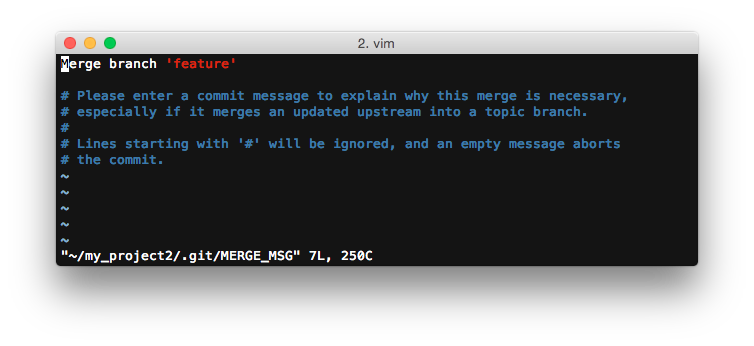 2. vim
Merge branch 'feature'
# Please enter a commit message to explain why this merge is necessary,
# especially if it merges an updated upstream into a topic branch.
#
# Lines starting with '#' will be ignored, and an empty message aborts
# the commit.
~
~
~
~
~
"~/my_project2/.git/MERGE_MSG" 7L, 250C